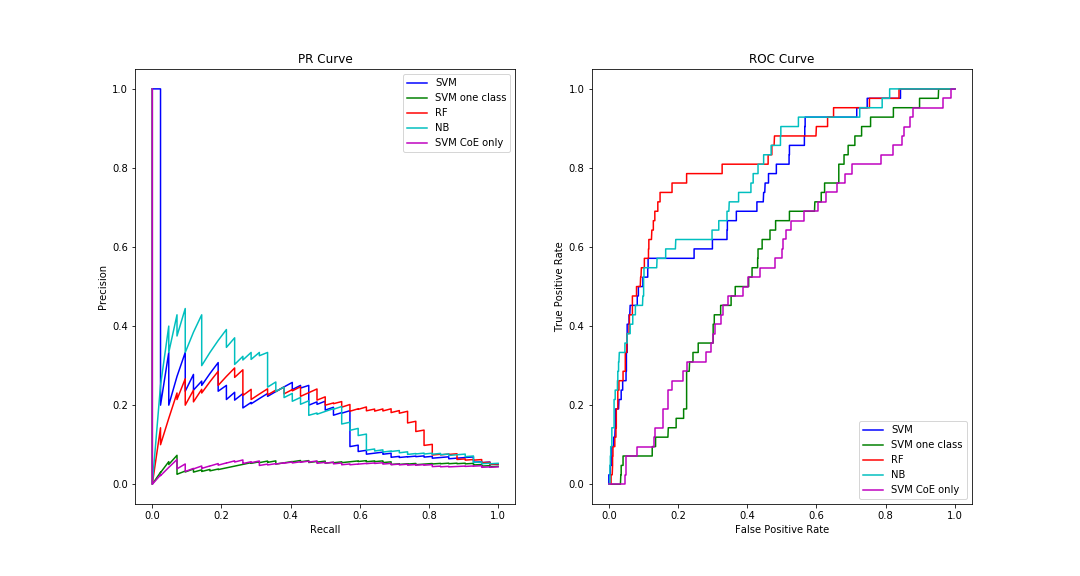 PR Curve
Precision
1.0
0.8
0.6
0.4
0.2
0.0
0.0 0.2 0.4 0.6 0.8 1.0
Recall
SVM
SVM one class
RF
NB
SVM CoE only
ROC Curve
True Positive Rate
1.0
0.8
0.6
0.4
0.2
0.0
0.0 0.2 0.4 0.6 0.8 1.0
False Positive Rate
SVM
SVM one class
RF
NB
SVM CoE only